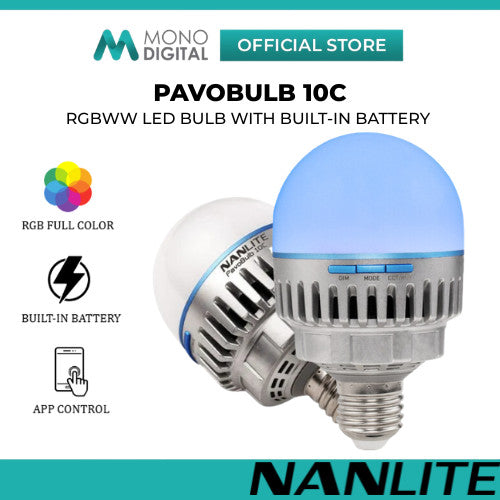 MONO
DIGITAL
OFFICIAL STORE
PAVOBULB 10C
RGBWW LED BULB WITH BUILT-IN BATTERY
RGB FULL COLOR
BUILT-IN BATTERY
APP CONTROL
NANLITE
PavoBulb 10C
DIM
MODE
NANLITE